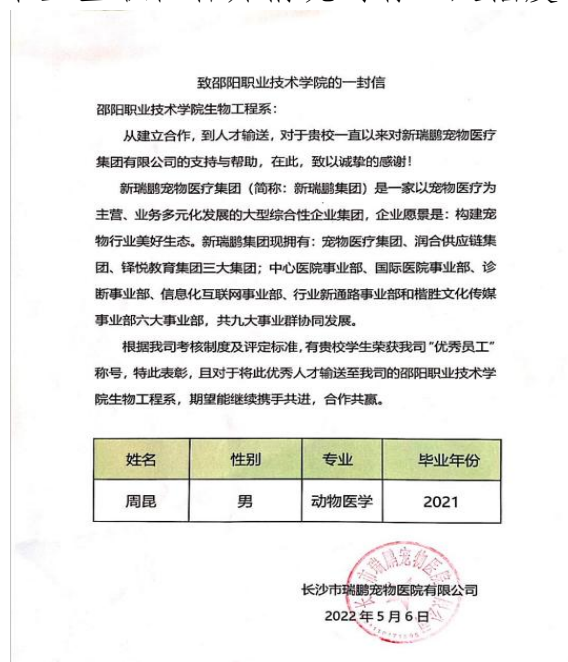 致邵阳职业技术学院的一封信
邵阳职业技术学院生物工程系：
从建立合作，到人才输送，对于贵校一直以来对新瑞鹏宠物医疗
集团有限公司的支持与帮助，在此，致以诚挚的感谢！
新瑞鹏宠物医疗集团（简称：新瑞鹏集团）是一家以宠物医疗为
主营、业务多元化发展的大型综合性企业集团，企业愿景是：构建宠
物行业美好生态。新瑞鹏集团现拥有：宠物医疗集团、润合供应链集
团、铎悦教育集团三大集团；中心医院事业部、国际医院事业部、诊
断事业部、信息化互联网事业部、行业新通路事业部和楷胜文化传媒
事业部六大事业部，共九大事业群协同发展。
根据我司考核制度及评定标准，有贵校学生荣获我司“优秀员工”
称号，特此表彰，且对于将此优秀人才输送至我司的邵阳职业技术学
院生物工程系，期望能继续携手共进，合作共赢。
姓名 性别 专业 毕业年份
周昆 男 动物医学 2021
长沙市瑞鹏宠物医院有限公司
2022年5月6日